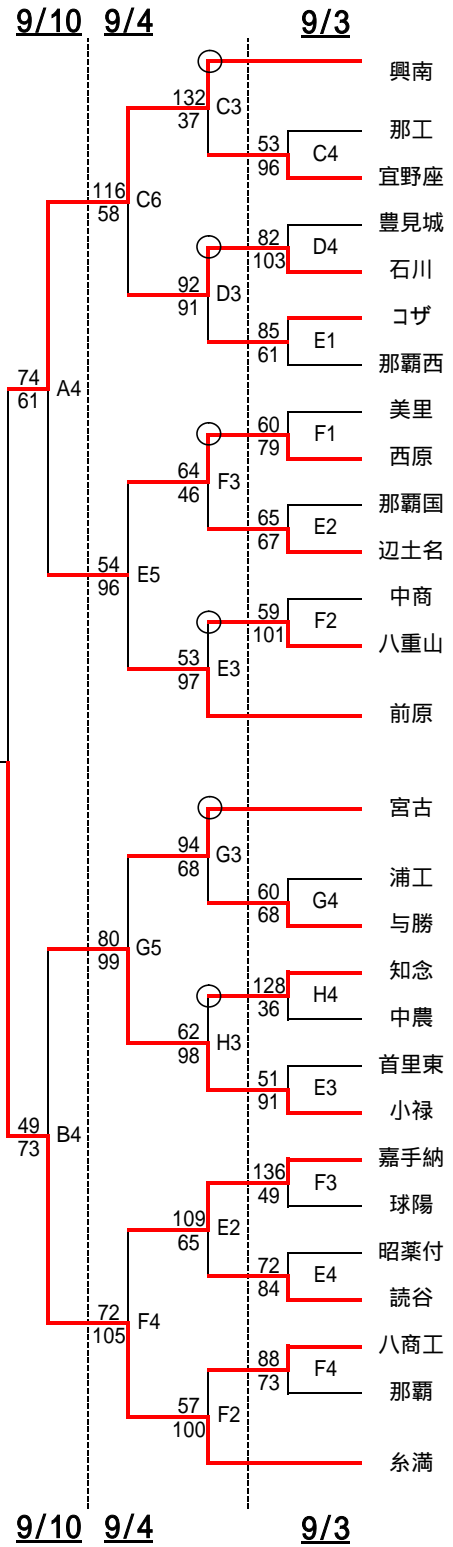 9/10 9/4 9/3
興南
132
37 C3
那工
53
96 C4
宜野座
116
58 C6
豊見城
82
103 D4
石川
92
91 D3
コザ
85
61 E1
那覇西
74
61 A4
美里
60
79 F1
西原
64
46 F3
那覇国
65
67 E2
辺土名
54
96 E5
中商
59
101 F2
八重山
53
97 E3
前原
宮古
94
68 G3
浦工
60
68 G4
与勝
80
99 G5
知念
128
36 H4
中農
62
98 H3
首里東
51
91 E3
小禄
49
73 B4
嘉手納
136
49 F3
球陽
109
65 E2
昭薬付
72
84 E4
読谷
72
105 F4
八商工
88
73 F4
那覇
57
100 F2
糸満
9/10 9/4 9/3